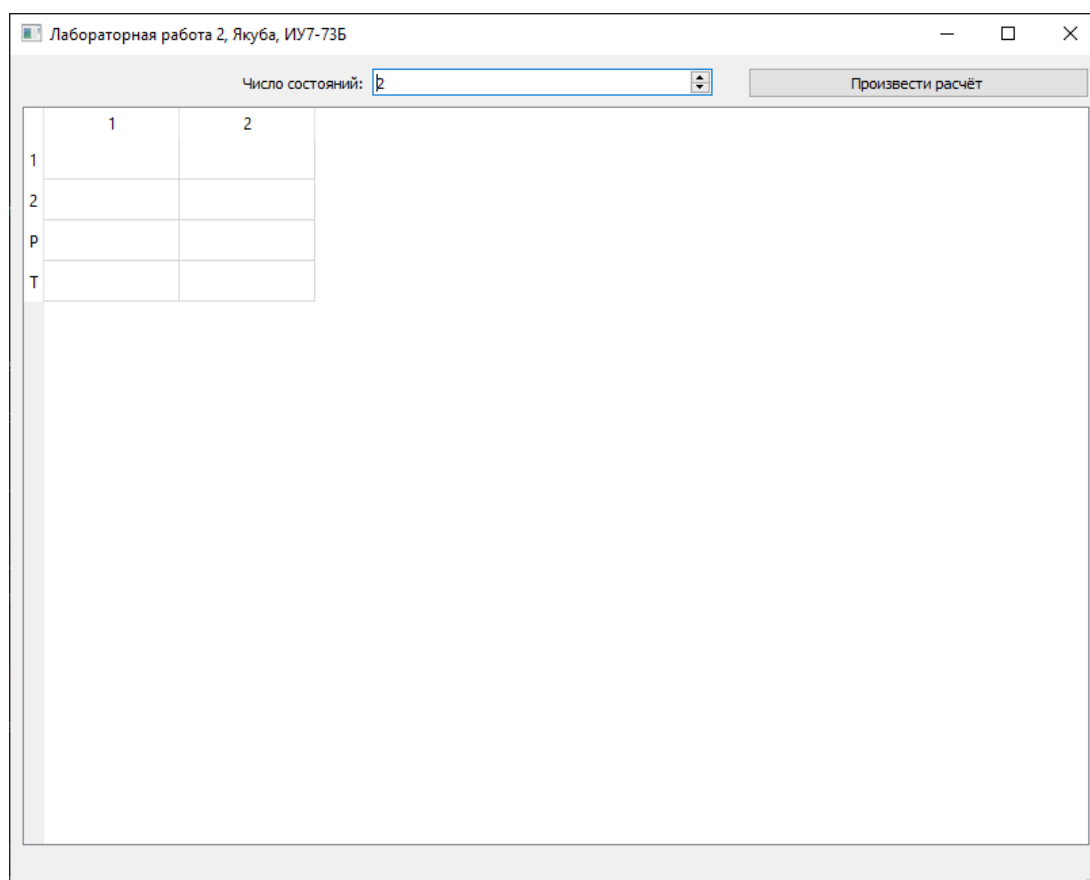 Лабораторная работа 2, Якуба, ИУ7-73Б
Число состояний: 2 Произвести расчёт
1 2
1
2
P
T